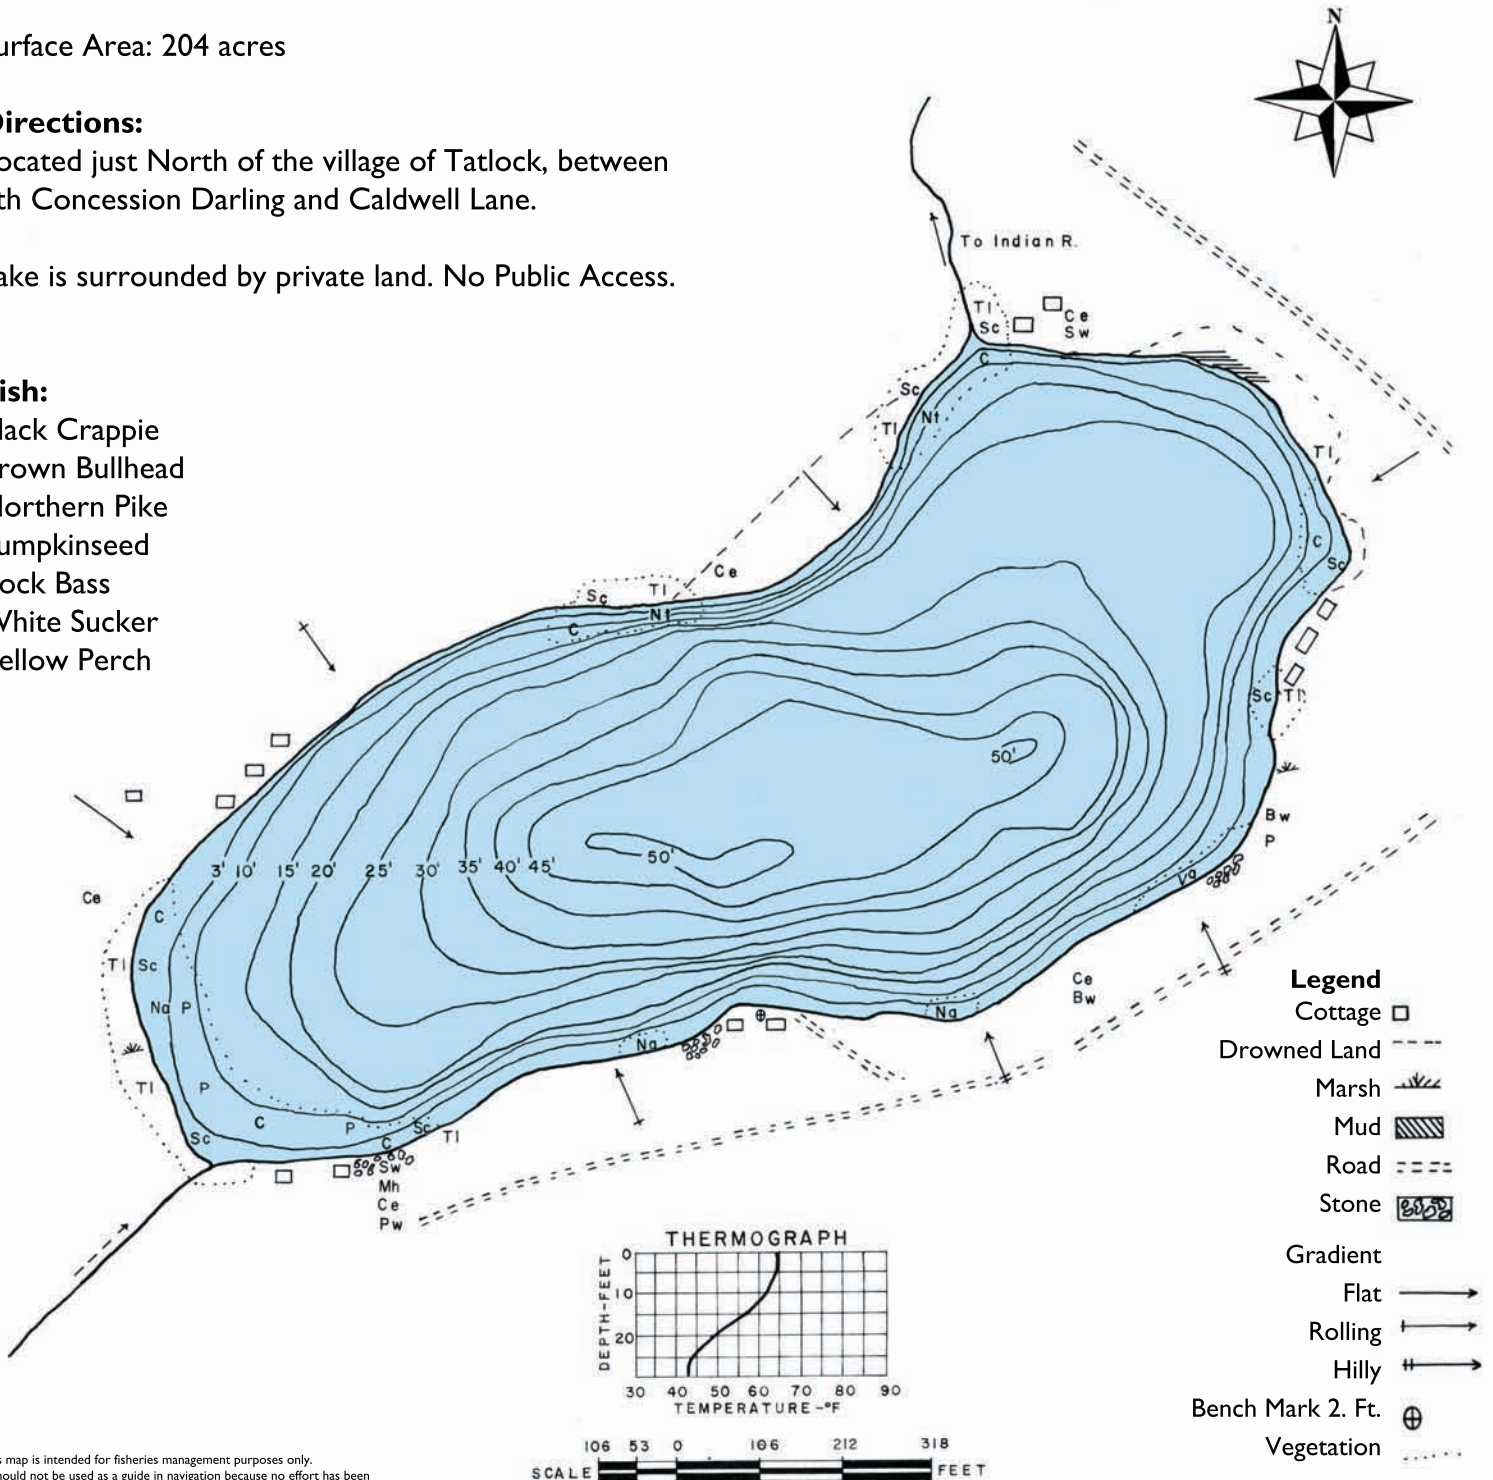 urface Area: 204 acres
Directions:
ocated just North of the village of Tatlock, between
th Concession Darling and Caldwell Lane.
ake is surrounded by private land. No Public Access.
ish:
lack Crappie
rown Bullhead
Northern Pike
umpkinseed
ock Bass
White Sucker
ellow Perch
N
To Indian R.
Tl
Sc
Ce
Sw
C
Sc
Nt
Tl
Tl
Ce
Sc
Tl
Nt
C
C
Sc
Sc
Tl
50'
Bw
P
50'
3' 10' 15' 20' 25' 30' 35' 40' 45'
Va
Ce
C
Tl
Sc
Na
P
Ce
Bw
Na
Na
Tl
P
C
P
Sc
Tl
Sc
C
Sw
Mh
Ce
Pw
Legend
Cottage
Drowned Land
Marsh
Mud
Road
Stone
Gradient
Flat
Rolling
Hilly
Bench Mark 2. Ft.
Vegetation
THERMOGRAPH
DEPTH-FEET
0
10
20
30 40 50 60 70 80 90
TEMPERATURE-°F
106 53 0 106 212 318
SCALE FEET
s map is intended for fisheries management purposes only.
hould not be used as a guide in navigation because no effort has been